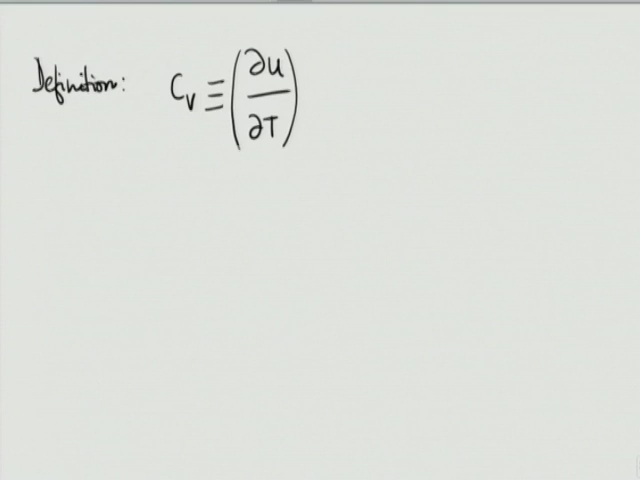 Definition: C_v ≡ (∂u/∂T)